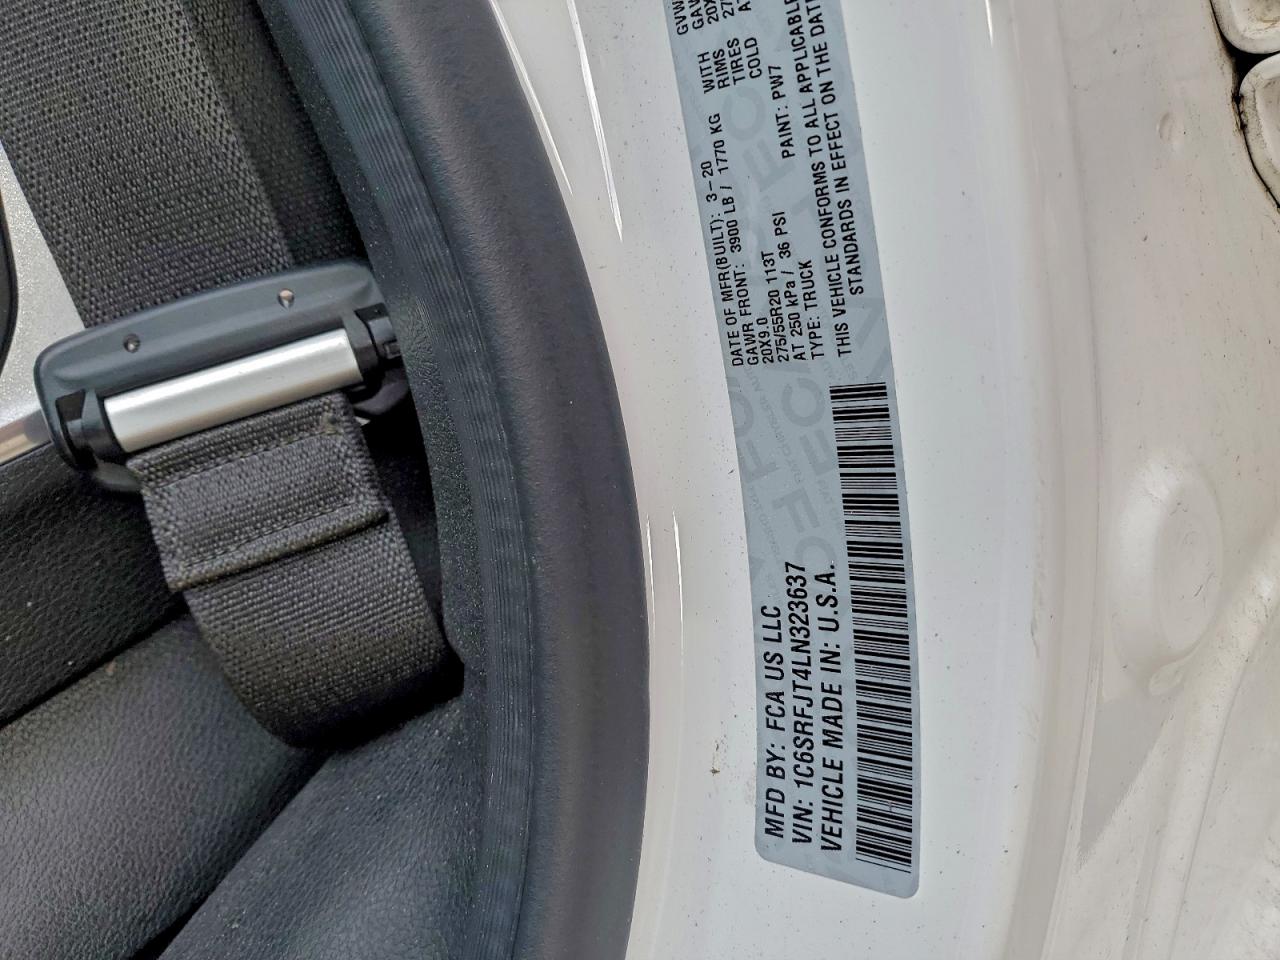 MFD BY: FCA US LLC
VIN: 1C6SRFJT4LN323637
VEHICLE MADE IN: U.S.A.
DATE OF MFR(BUILT): 3-20
GAWR FRONT: 3900 LB / 1770 KG WITH
20X9.0 RIMS
275/55R20 113T TIRES
AT 250 kPa / 36 PSI COLD
TYPE: TRUCK PAINT: PW7
THIS VEHICLE CONFORMS TO ALL APPLICABLE
STANDARDS IN EFFECT ON THE DATE